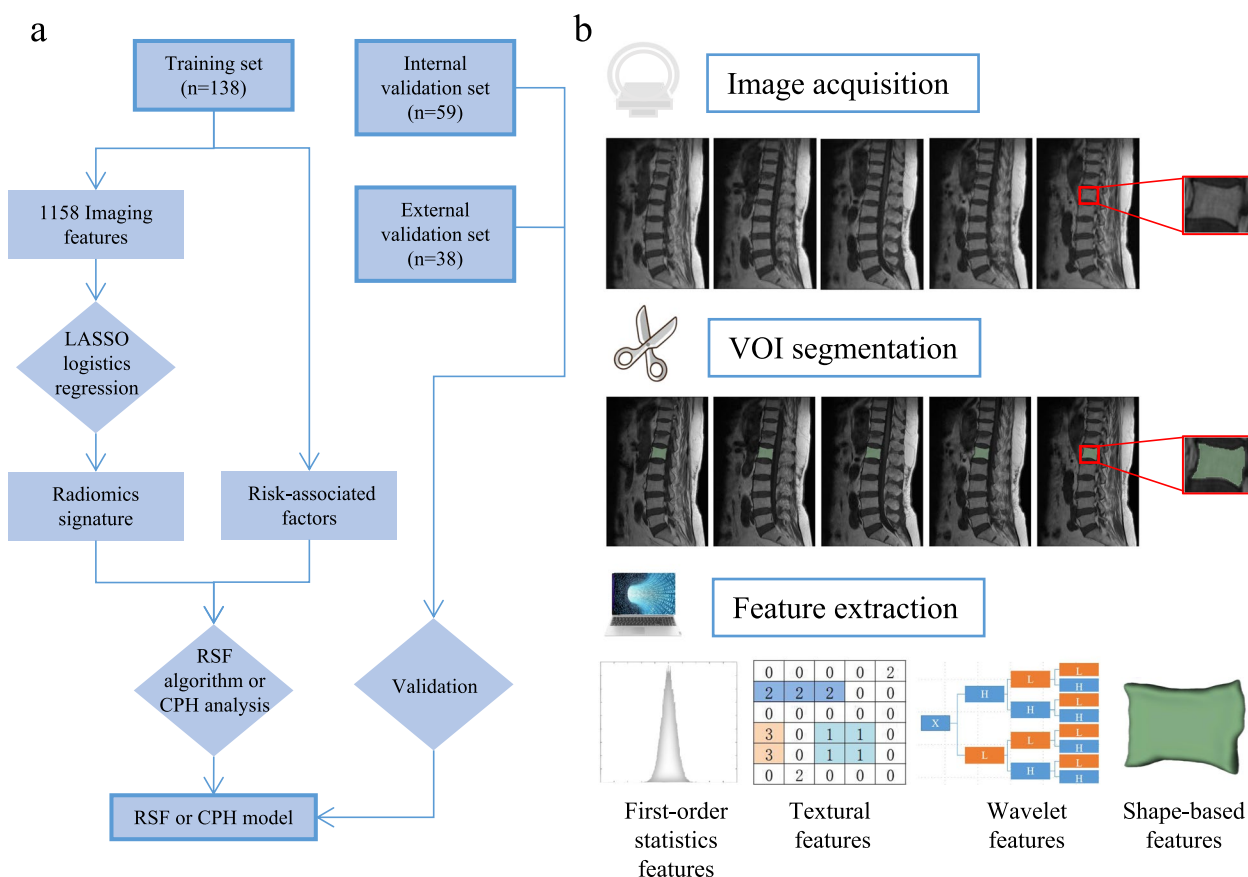 a
Training set
(n=138)
Internal
validation set
(n=59)
1158 Imaging
features
External
validation set
(n=38)
LASSO
logistics
regression
Radiomics
signature
Risk-associated
factors
RSF
algorithm or
CPH analysis
Validation
RSF or CPH model
b
Image acquisition
VOI segmentation
Feature extraction
0 0 0 0 0 2
2 2 2 0 0 0
0 0 0 0 0 0
3 0 1 1 0
3 0 1 1 0
0 2 0 0 0
X
H
L
L
H
L
H
L
H
L
H
L
H
L
H
First-order
statistics
features
Textural
features
Wavelet
features
Shape-based
features